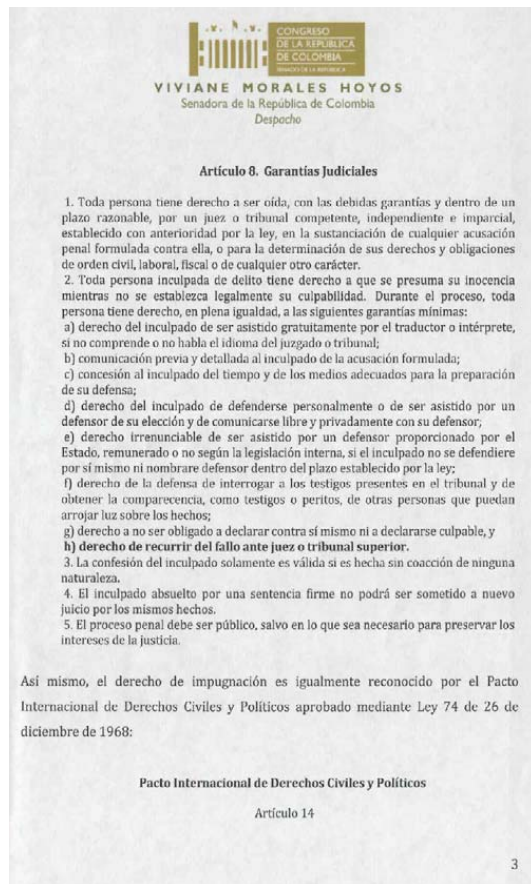 CONGRESO
DE LA REPÚBLICA
DE COLOMBIA
SENADO DE LA REPÚBLICA
VIVIANE MORALES HOYOS
Senadora de la República de Colombia
Despacho
Artículo 8. Garantías Judiciales
1. Toda persona tiene derecho a ser oída, con las debidas garantías y dentro de un
plazo razonable, por un juez o tribunal competente, independiente e imparcial,
establecido con anterioridad por la ley, en la sustanciación de cualquier acusación
penal formulada contra ella, o para la determinación de sus derechos y obligaciones
de orden civil, laboral, fiscal o de cualquier otro carácter.
2. Toda persona inculpada de delito tiene derecho a que se presuma su inocencia
mientras no se establezca legalmente su culpabilidad. Durante el proceso, toda
persona tiene derecho, en plena igualdad, a las siguientes garantías mínimas:
a) derecho del inculpado de ser asistido gratuitamente por el traductor o intérprete,
si no comprende o no habla el idioma del juzgado o tribunal;
b) comunicación previa y detallada al inculpado de la acusación formulada;
c) concesión al inculpado del tiempo y de los medios adecuados para la preparación
de su defensa;
d) derecho del inculpado de defenderse personalmente o de ser asistido por un
defensor de su elección y de comunicarse libre y privadamente con su defensor;
e) derecho irrenunciable de ser asistido por un defensor proporcionado por el
Estado, remunerado o no según la legislación interna, si el inculpado no se defendiere
por sí mismo ni nombrare defensor dentro del plazo establecido por la ley;
f) derecho de la defensa de interrogar a los testigos presentes en el tribunal y de
obtener la comparecencia, como testigos o peritos, de otras personas que puedan
arrojar luz sobre los hechos;
g) derecho a no ser obligado a declarar contra sí mismo ni a declararse culpable, y
h) derecho de recurrir del fallo ante juez o tribunal superior.
3. La confesión del inculpado solamente es válida si es hecha sin coacción de ninguna
naturaleza.
4. El inculpado absuelto por una sentencia firme no podrá ser sometido a nuevo
juicio por los mismos hechos.
5. El proceso penal debe ser público, salvo en lo que sea necesario para preservar los
intereses de la justicia.
Así mismo, el derecho de impugnación es igualmente reconocido por el Pacto
Internacional de Derechos Civiles y Políticos aprobado mediante Ley 74 de 26 de
diciembre de 1968:
Pacto Internacional de Derechos Civiles y Políticos
Artículo 14
3